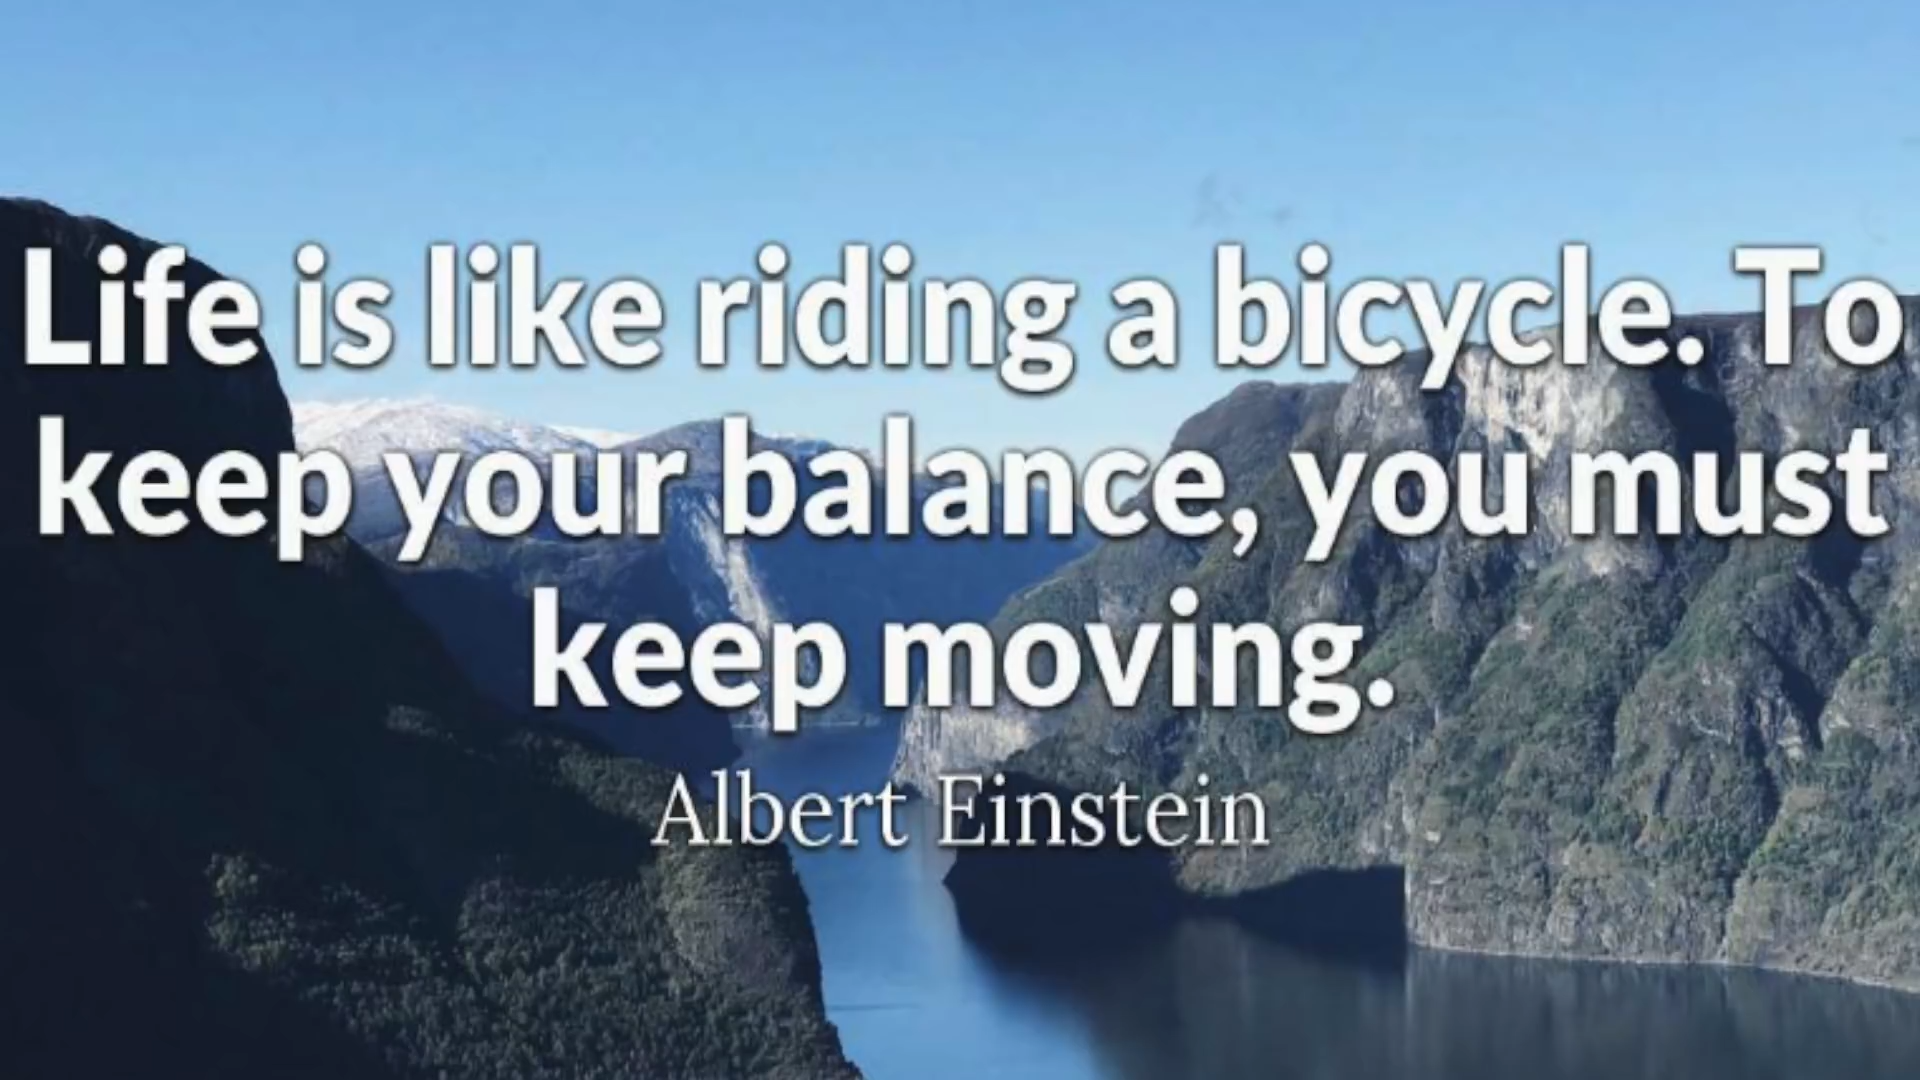 Life is like riding a bicycle. To
keep your balance, you must
keep moving.
Albert Einstein